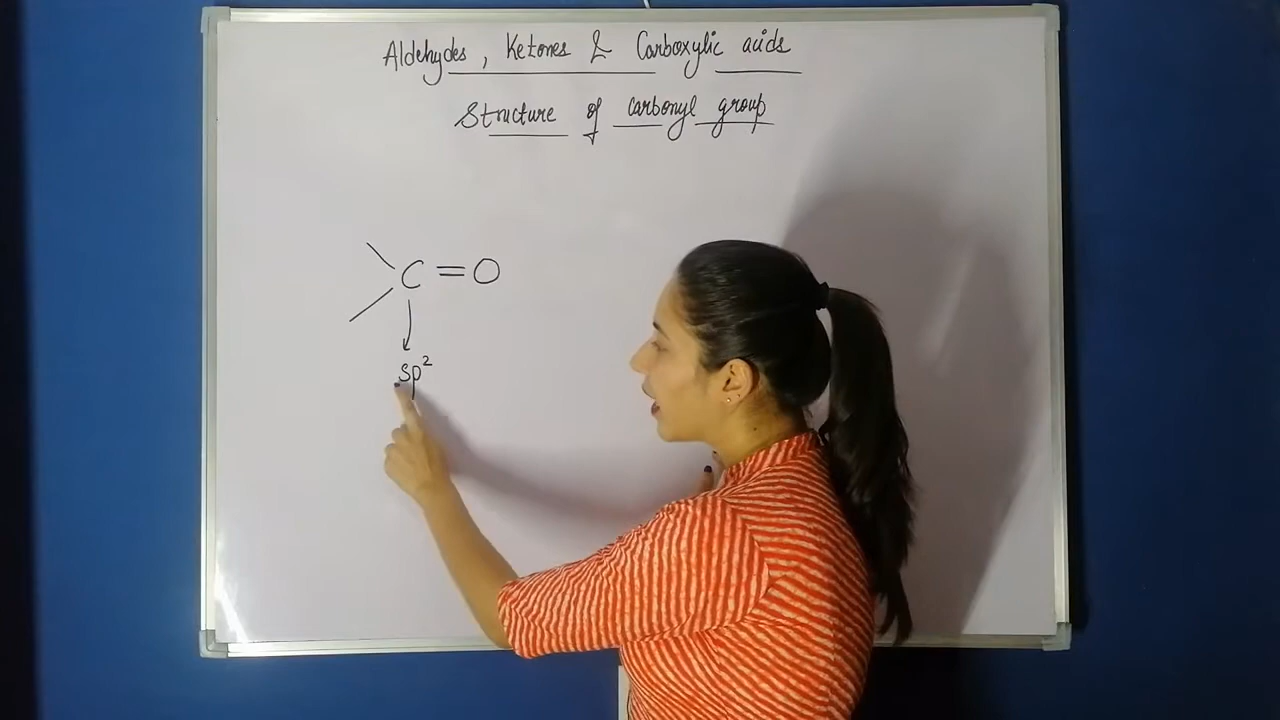 Aldehydes, Ketones & Carboxylic acids
Structure of carbonyl group
C=O
sp²